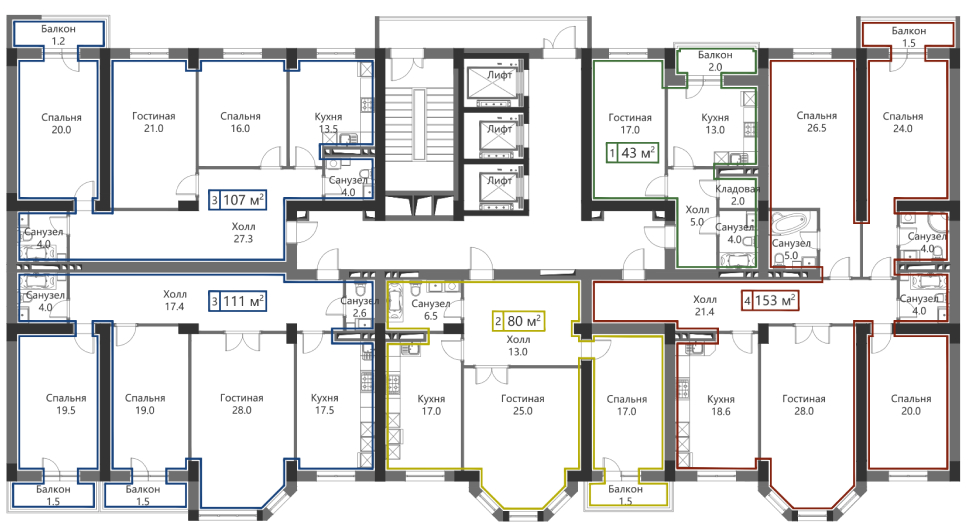 Балкон
1.2
Спальня
20.0
Гостиная
21.0
Спальня
16.0
Кухня
13.5
Санузел
4.0
3 107 м²
Холл
27.3
Санузел
4.0
Лифт
Лифт
Лифт
Балкон
2.0
Гостиная
17.0
Кухня
13.0
1 43 м²
Кладовая
2.0
Холл
5.0
Санузел
4.0
Балкон
1.5
Спальня
26.5
Спальня
24.0
Санузел
5.0
Санузел
4.0
Санузел
4.0
Холл
17.4
3 111 м²
Санузел
2.6
Спальня
19.5
Спальня
19.0
Гостиная
28.0
Кухня
17.5
Балкон
1.5
Балкон
1.5
Санузел
6.5
2 80 м²
Холл
13.0
Кухня
17.0
Гостиная
25.0
Спальня
17.0
Балкон
1.5
Холл
21.4
4 153 м²
Санузел
4.0
Кухня
18.6
Гостиная
28.0
Спальня
20.0